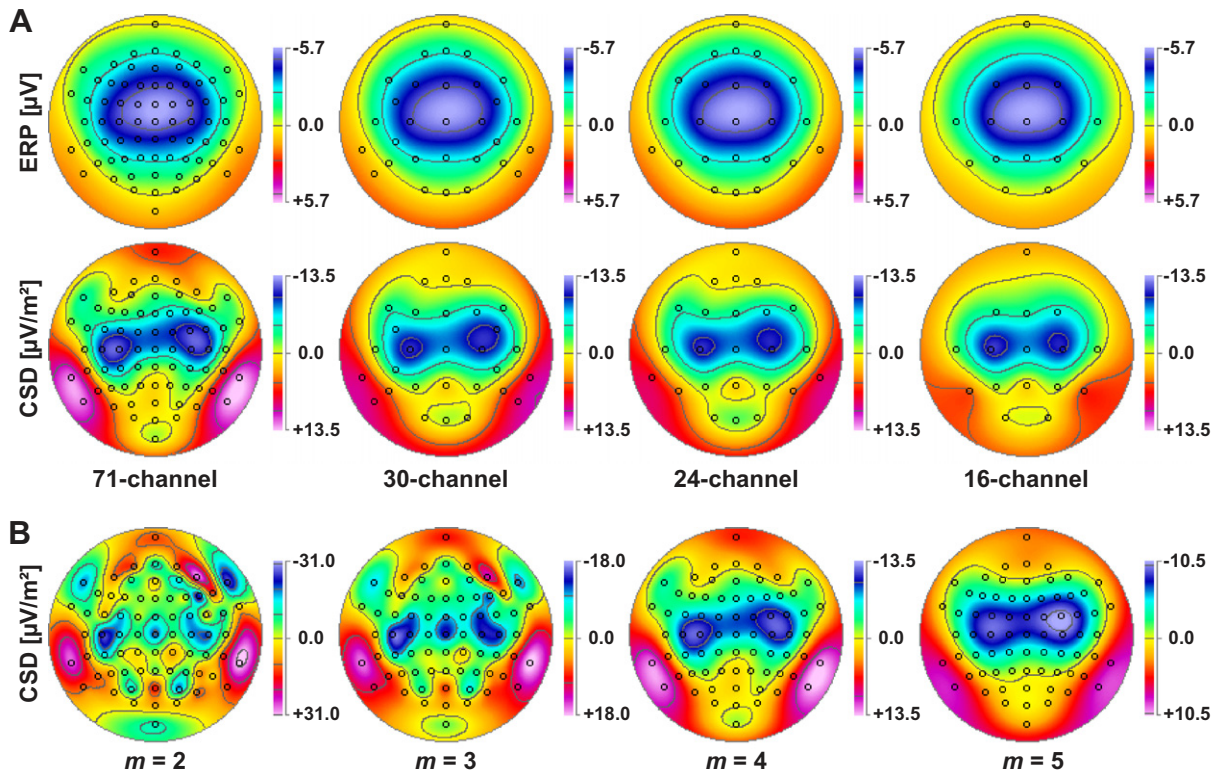 A
ERP [µV]
-5.7
0.0
+5.7
-5.7
0.0
+5.7
-5.7
0.0
+5.7
-5.7
0.0
+5.7
CSD [µV/m²]
-13.5
0.0
+13.5
-13.5
0.0
+13.5
-13.5
0.0
+13.5
-13.5
0.0
+13.5
71-channel
30-channel
24-channel
16-channel
B
CSD [µV/m²]
-31.0
0.0
+31.0
-18.0
0.0
+18.0
-13.5
0.0
+13.5
-10.5
0.0
+10.5
m = 2
m = 3
m = 4
m = 5